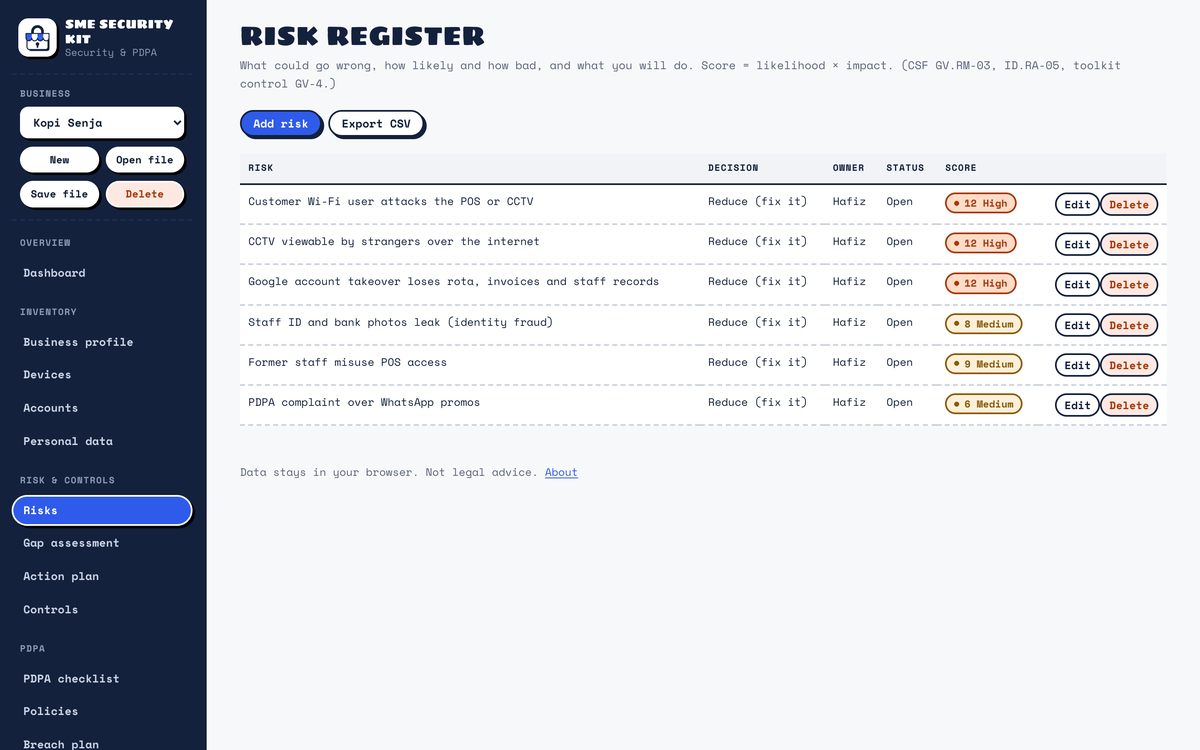 SME SECURITY
KIT
Security & PDPA
BUSINESS
Kopi Senja
New
Open file
Save file
Delete
OVERVIEW
Dashboard
INVENTORY
Business profile
Devices
Accounts
Personal data
RISK & CONTROLS
Risks
Gap assessment
Action plan
Controls
PDPA
PDPA checklist
Policies
Breach plan
RISK REGISTER
What could go wrong, how likely and how bad, and what you will do. Score = likelihood × impact. (CSF GV.RM-03, ID.RA-05, toolkit
control GV-4.)
Add risk
Export CSV
RISK DECISION OWNER STATUS SCORE
Customer Wi-Fi user attacks the POS or CCTV Reduce (fix it) Hafiz Open 12 High Edit Delete
CCTV viewable by strangers over the internet Reduce (fix it) Hafiz Open 12 High Edit Delete
Google account takeover loses rota, invoices and staff records Reduce (fix it) Hafiz Open 12 High Edit Delete
Staff ID and bank photos leak (identity fraud) Reduce (fix it) Hafiz Open 8 Medium Edit Delete
Former staff misuse POS access Reduce (fix it) Hafiz Open 9 Medium Edit Delete
PDPA complaint over WhatsApp promos Reduce (fix it) Hafiz Open 6 Medium Edit Delete
Data stays in your browser. Not legal advice. About